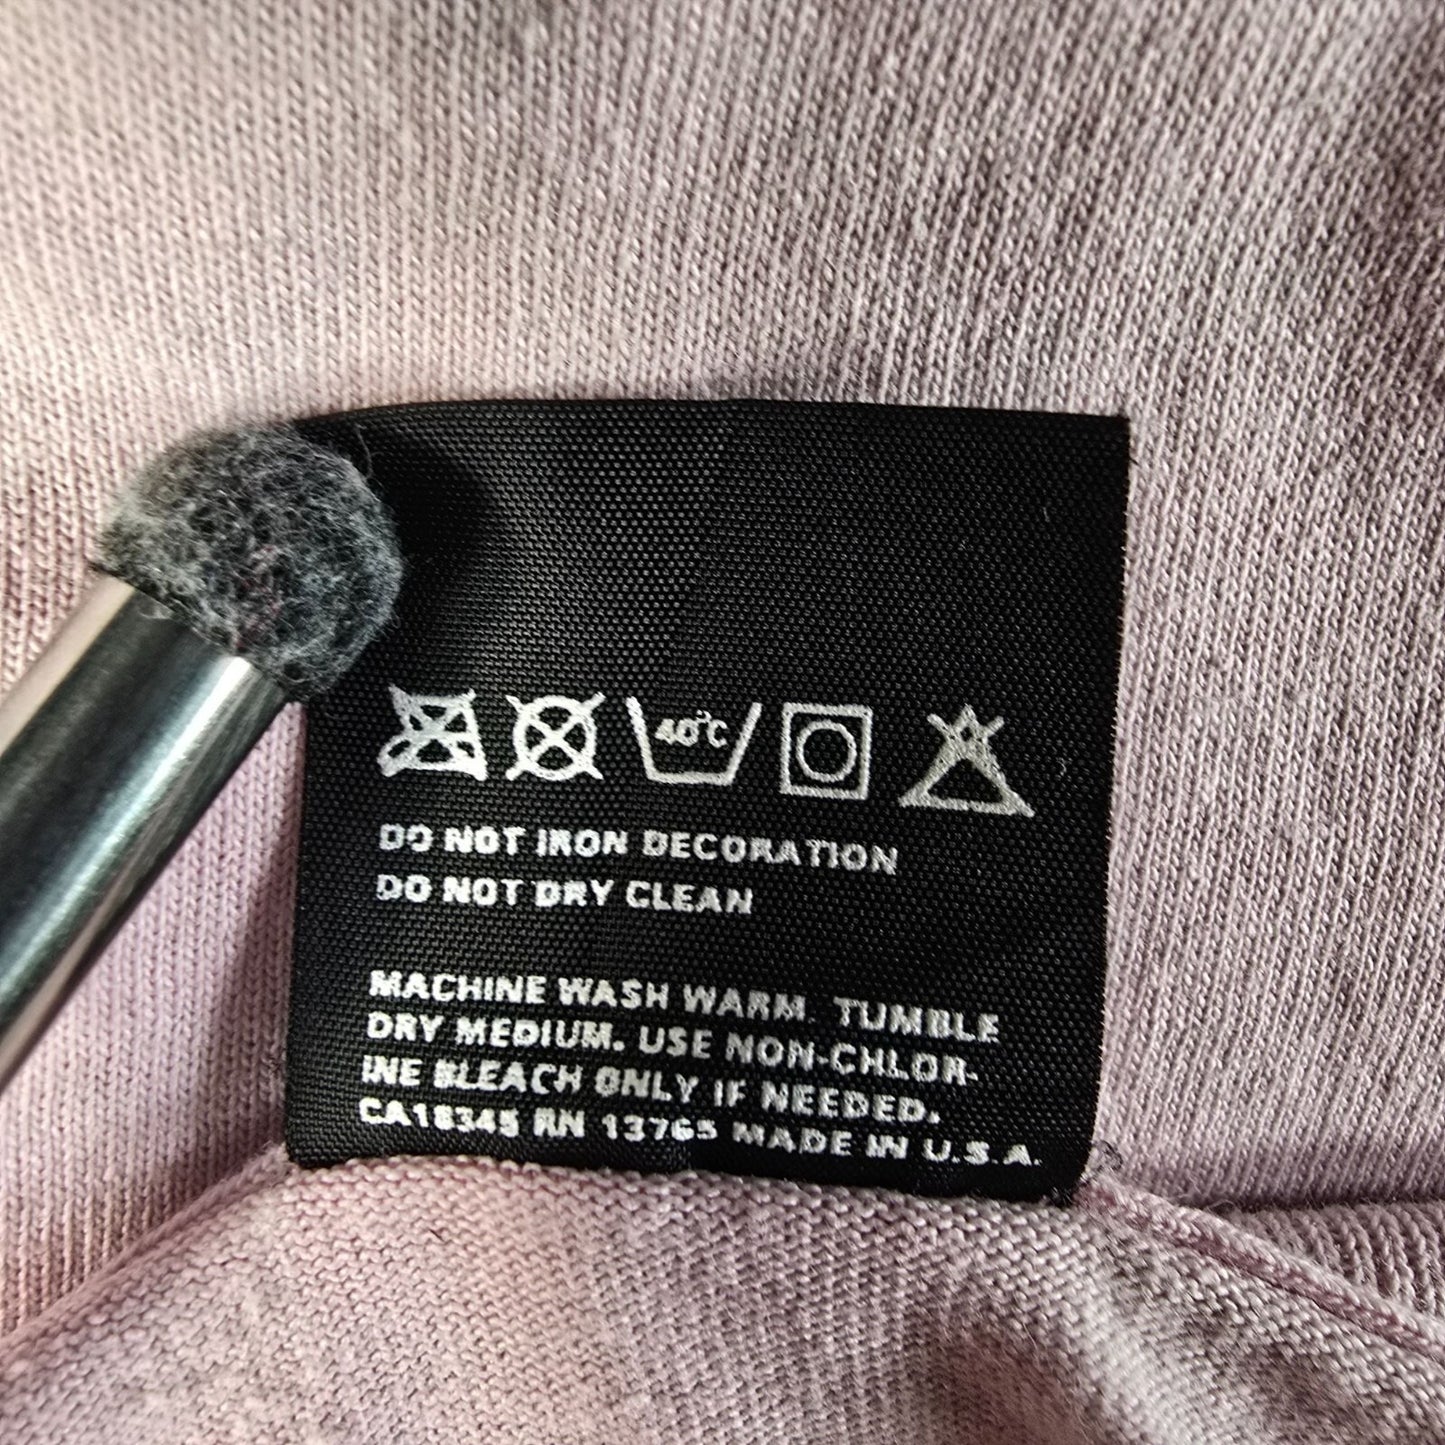 40°C
DO NOT IRON DECORATION
DO NOT DRY CLEAN
MACHINE WASH WARM. TUMBLE
DRY MEDIUM. USE NON-CHLOR-
INE BLEACH ONLY IF NEEDED.
CA16345 RN 13765 MADE IN U.S.A.